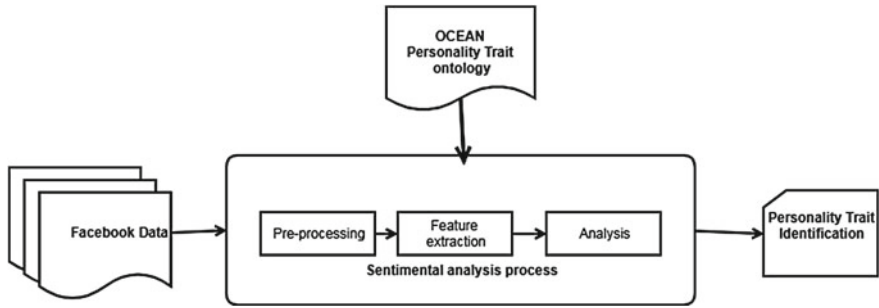 OCEAN
Personality Trait
ontology
Facebook Data
Pre-processing
Feature
extraction
Analysis
Sentimental analysis process
Personality Trait
Identification